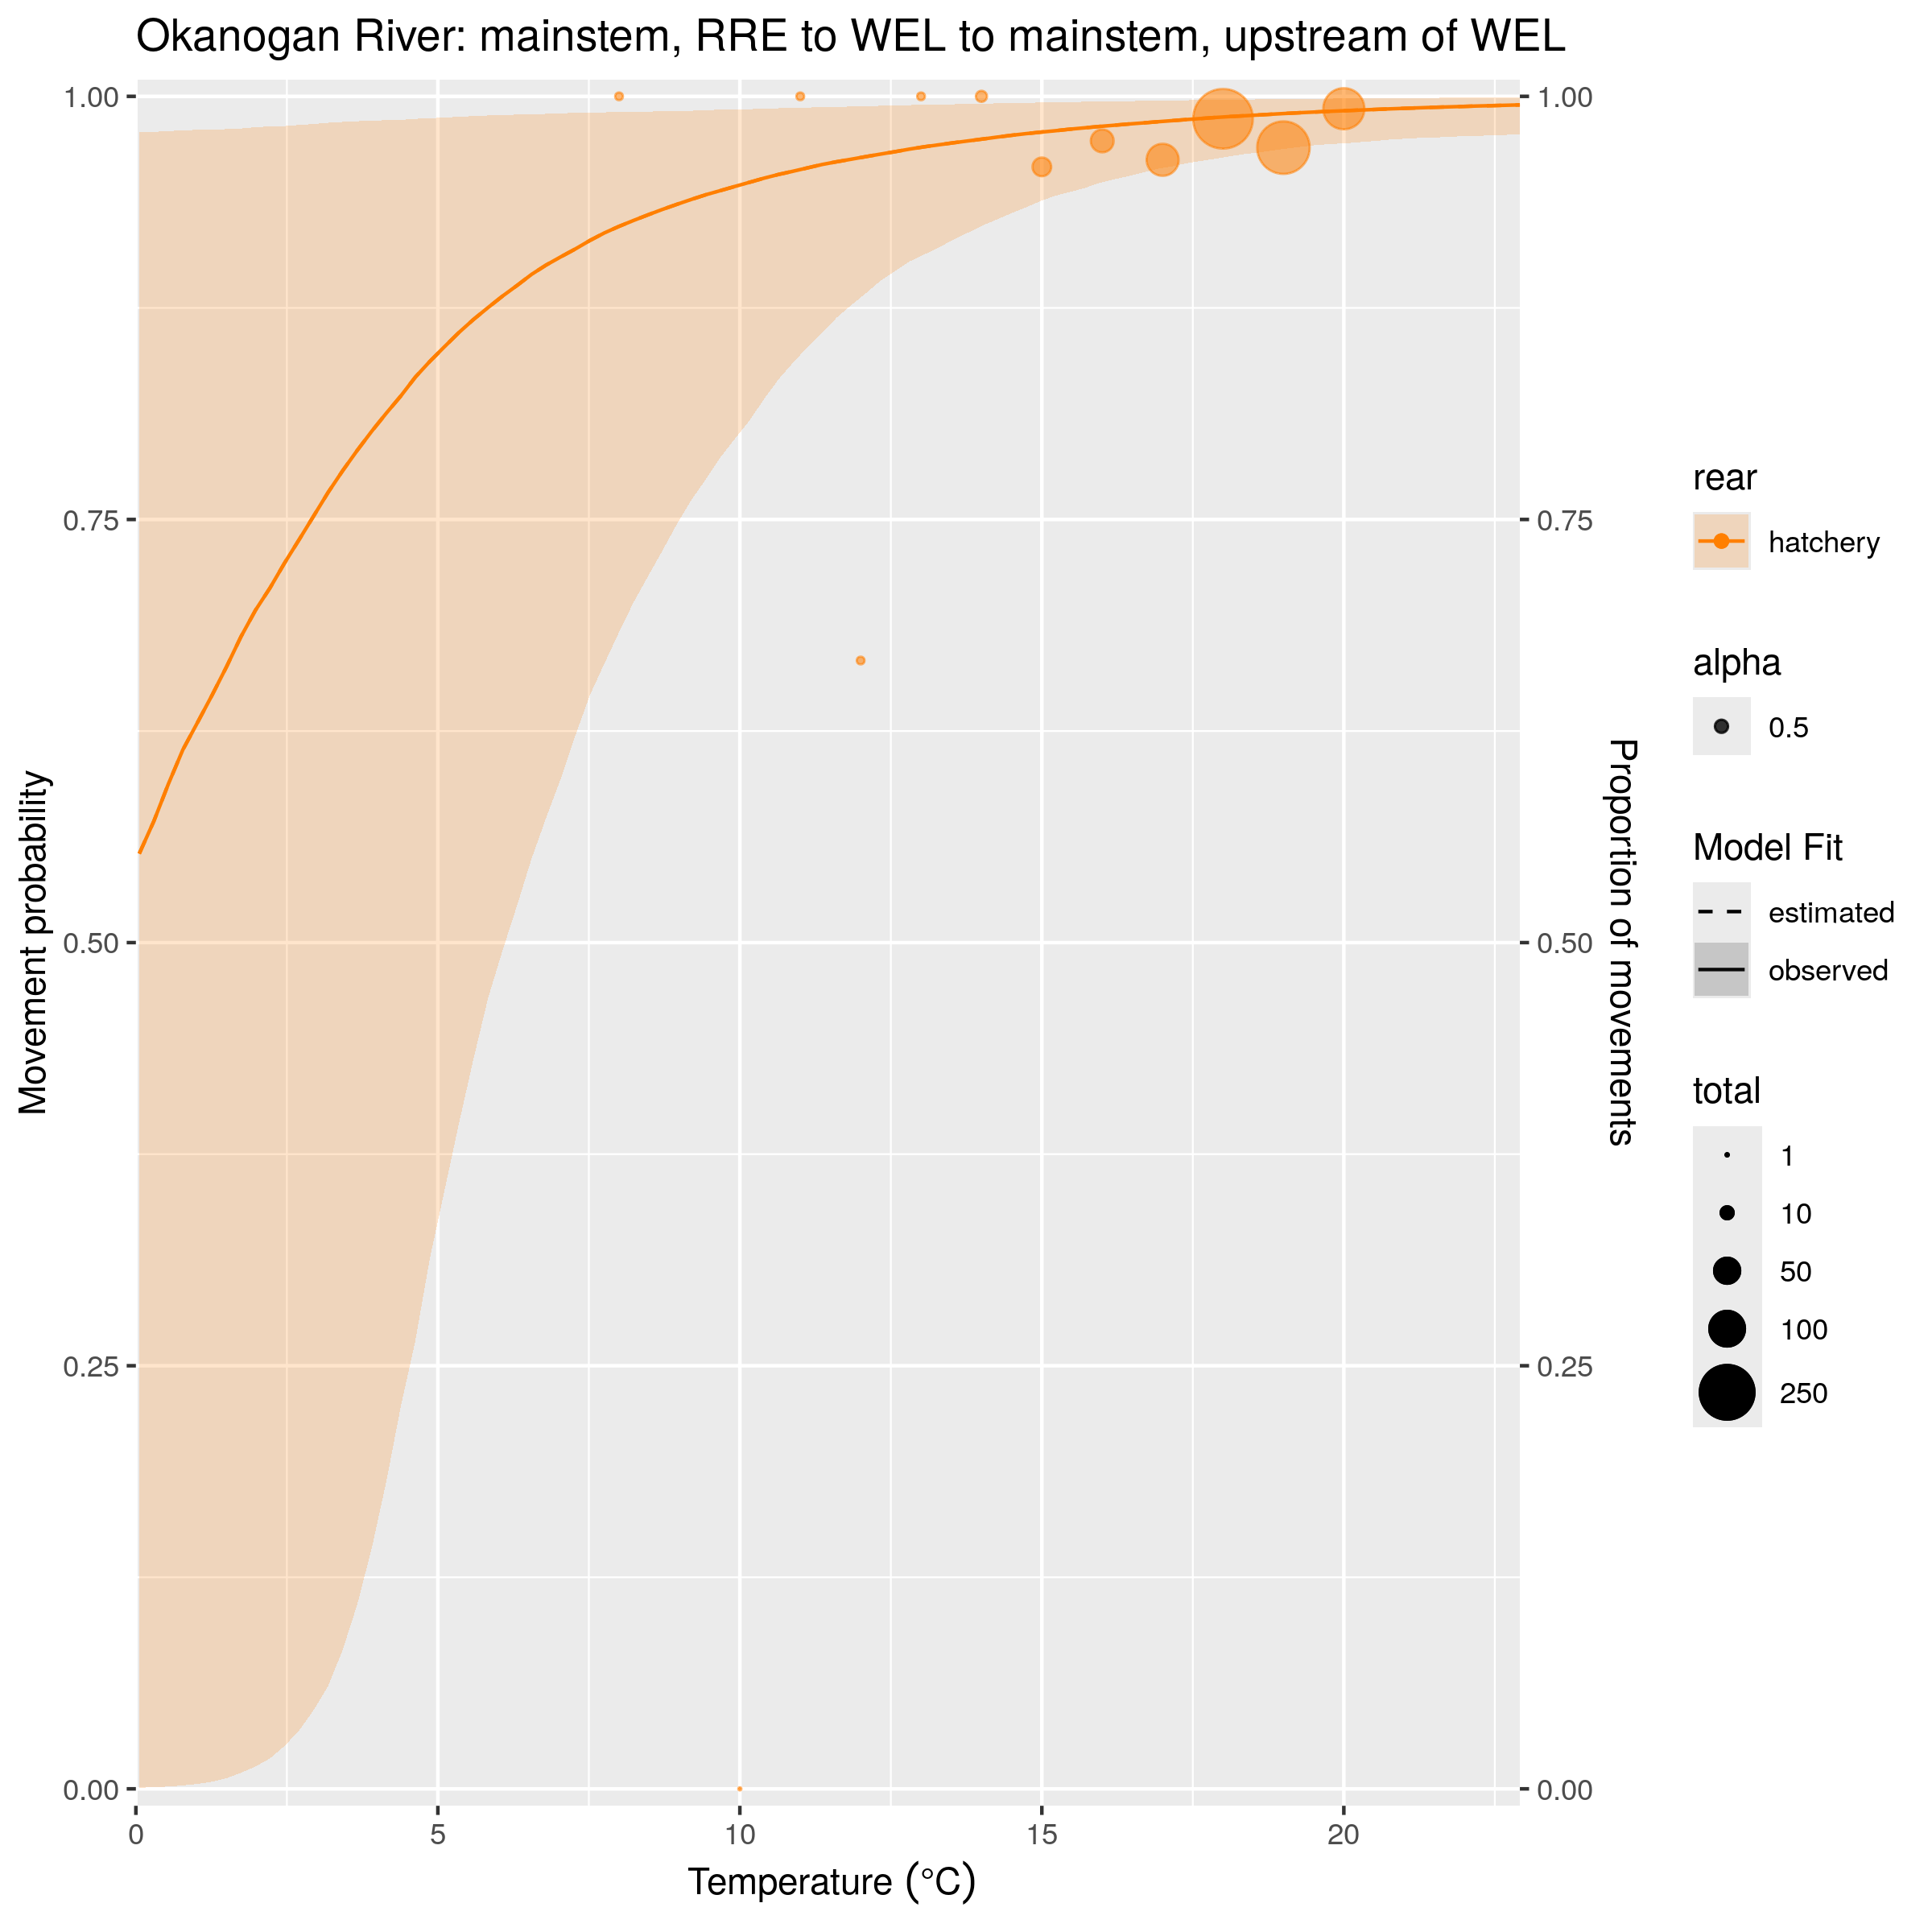 Okanogan River: mainstem, RRE to WEL to mainstem, upstream of WEL
Movement probability
1.00
0.75
0.50
0.25
0.00
0
5
10
15
20
Temperature (°C)
1.00
0.75
0.50
0.25
0.00
Proportion of movements
rear
hatchery
alpha
0.5
Model Fit
estimated
observed
total
1
10
50
100
250